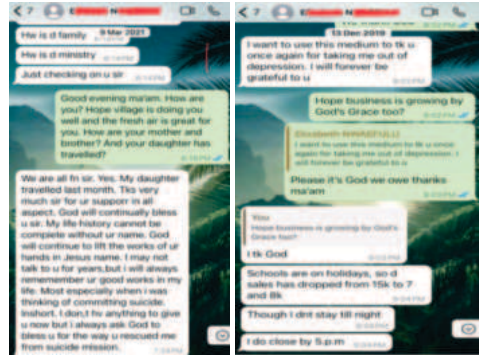 7
9 Mar 2021
Hw is d family
Hw is d ministry
Just checking on u sir
Good evening ma'am. How are
you? Hope village is doing you
well and the fresh air is great for
you. How are your mother and
brother? And your daughter has
travelled?
We are all fn sir. Yes. My daughter
travelled last month. Tks very
much sir for ur supporr in all
aspect. God will continually bless
u sir. My life history cannot be
complete without ur name. God
will continue to lift the works of ur
hands in Jesus name. I may not
talk to u for years,but i will always
rememember ur good works in my
life. Most especially when i was
thinking of committing suicide.
Inshort, I don,t hv anything to give
u now but i always ask God to
bless u for the way u rescued me
from suicide mission.
7
13 Dec 2019
I want to use this medium to tk u
once again for taking me out of
depression. I will forever be
grateful to u
Hope business is growing by
God's Grace too?
I want to use this medium to tk u once
again for taking me out of depression. I
will forever be grateful to u
Please it's God we owe thanks
ma'am
You
Hope business is growing by God's
Grace too?
I tk God
Schools are on holidays, so d
sales has dropped from 15k to 7
and 8k
Though I dnt stay till night
I do close by 5.p.m